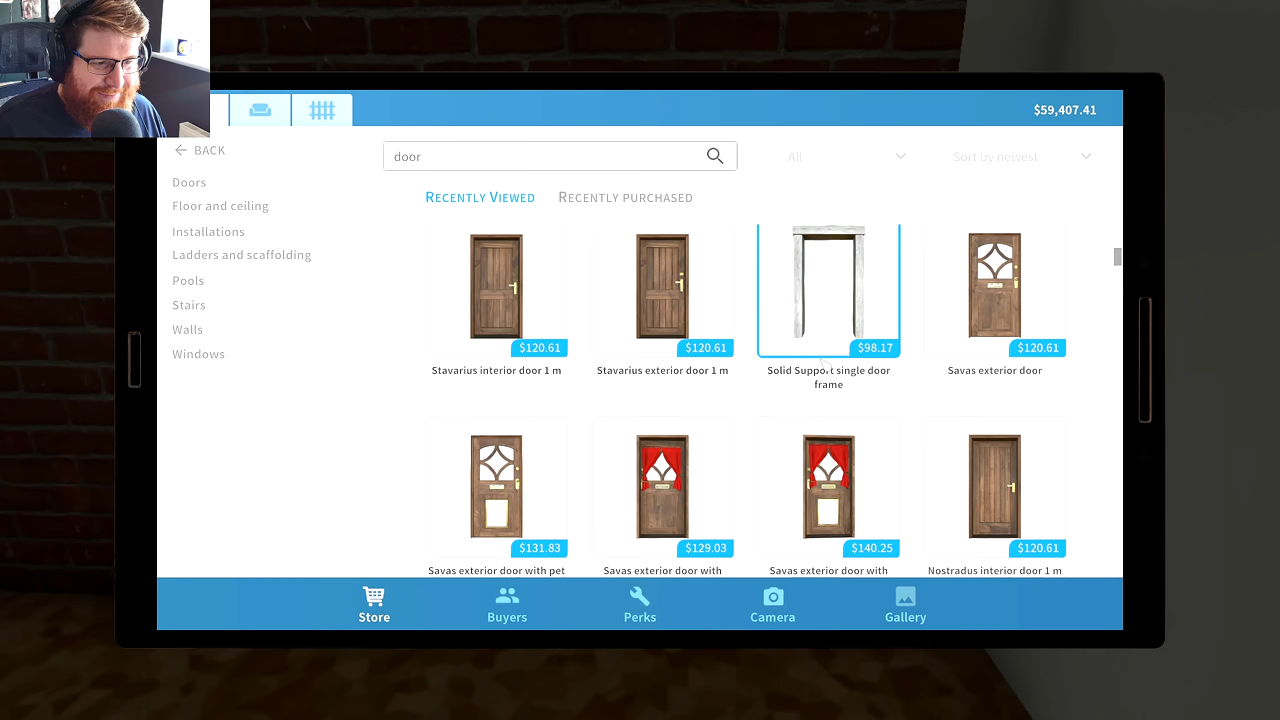 $59,407.41
BACK
door
All
Sort by newest
Doors
Floor and ceiling
Installations
Ladders and scaffolding
Pools
Stairs
Walls
Windows
RECENTLY VIEWED
RECENTLY PURCHASED
$120.61
$120.61
$98.17
$120.61
Stavarius interior door 1 m
Stavarius exterior door 1 m
Solid Support single door
frame
Savas exterior door
$131.83
$129.03
$140.25
$120.61
Savas exterior door with pet
Savas exterior door with
Savas exterior door with
Nostradus interior door 1 m
Store
Buyers
Perks
Camera
Gallery